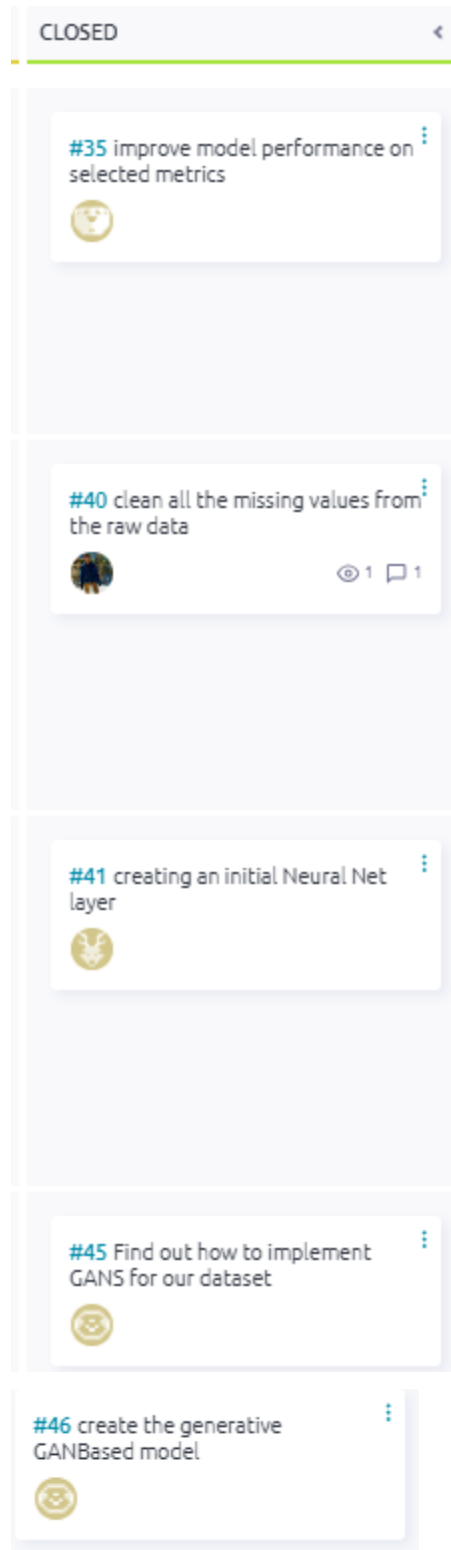 CLOSED
#35 improve model performance on
selected metrics
#40 clean all the missing values from
the raw data
1 1
#41 creating an initial Neural Net
layer
#45 Find out how to implement
GANS for our dataset
#46 create the generative
GANBased model